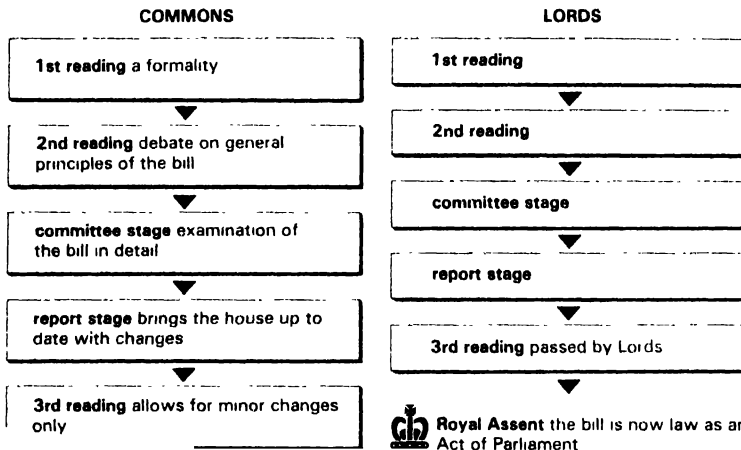 COMMONS
1st reading a formality
2nd reading debate on general
principles of the bill
committee stage examination of
the bill in detail
report stage brings the house up to
date with changes
3rd reading allows for minor changes
only
LORDS
1st reading
2nd reading
committee stage
report stage
3rd reading passed by Lords
Royal Assent the bill is now law as an
Act of Parliament